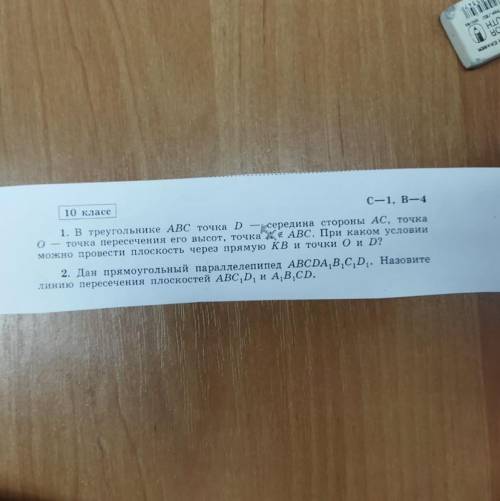 С—1, В—4
10 класс
1. В треугольнике ABC точка D — середина стороны AC, точка
O — точка пересечения его высот, точка ∉ ABC. При каком условии
можно провести плоскость через прямую KB и точки O и D?
2. Дан прямоугольный параллелепипед ABCDA₁B₁C₁D₁. Назовите
линию пересечения плоскостей ABC₁D₁ и A₁B₁CD.